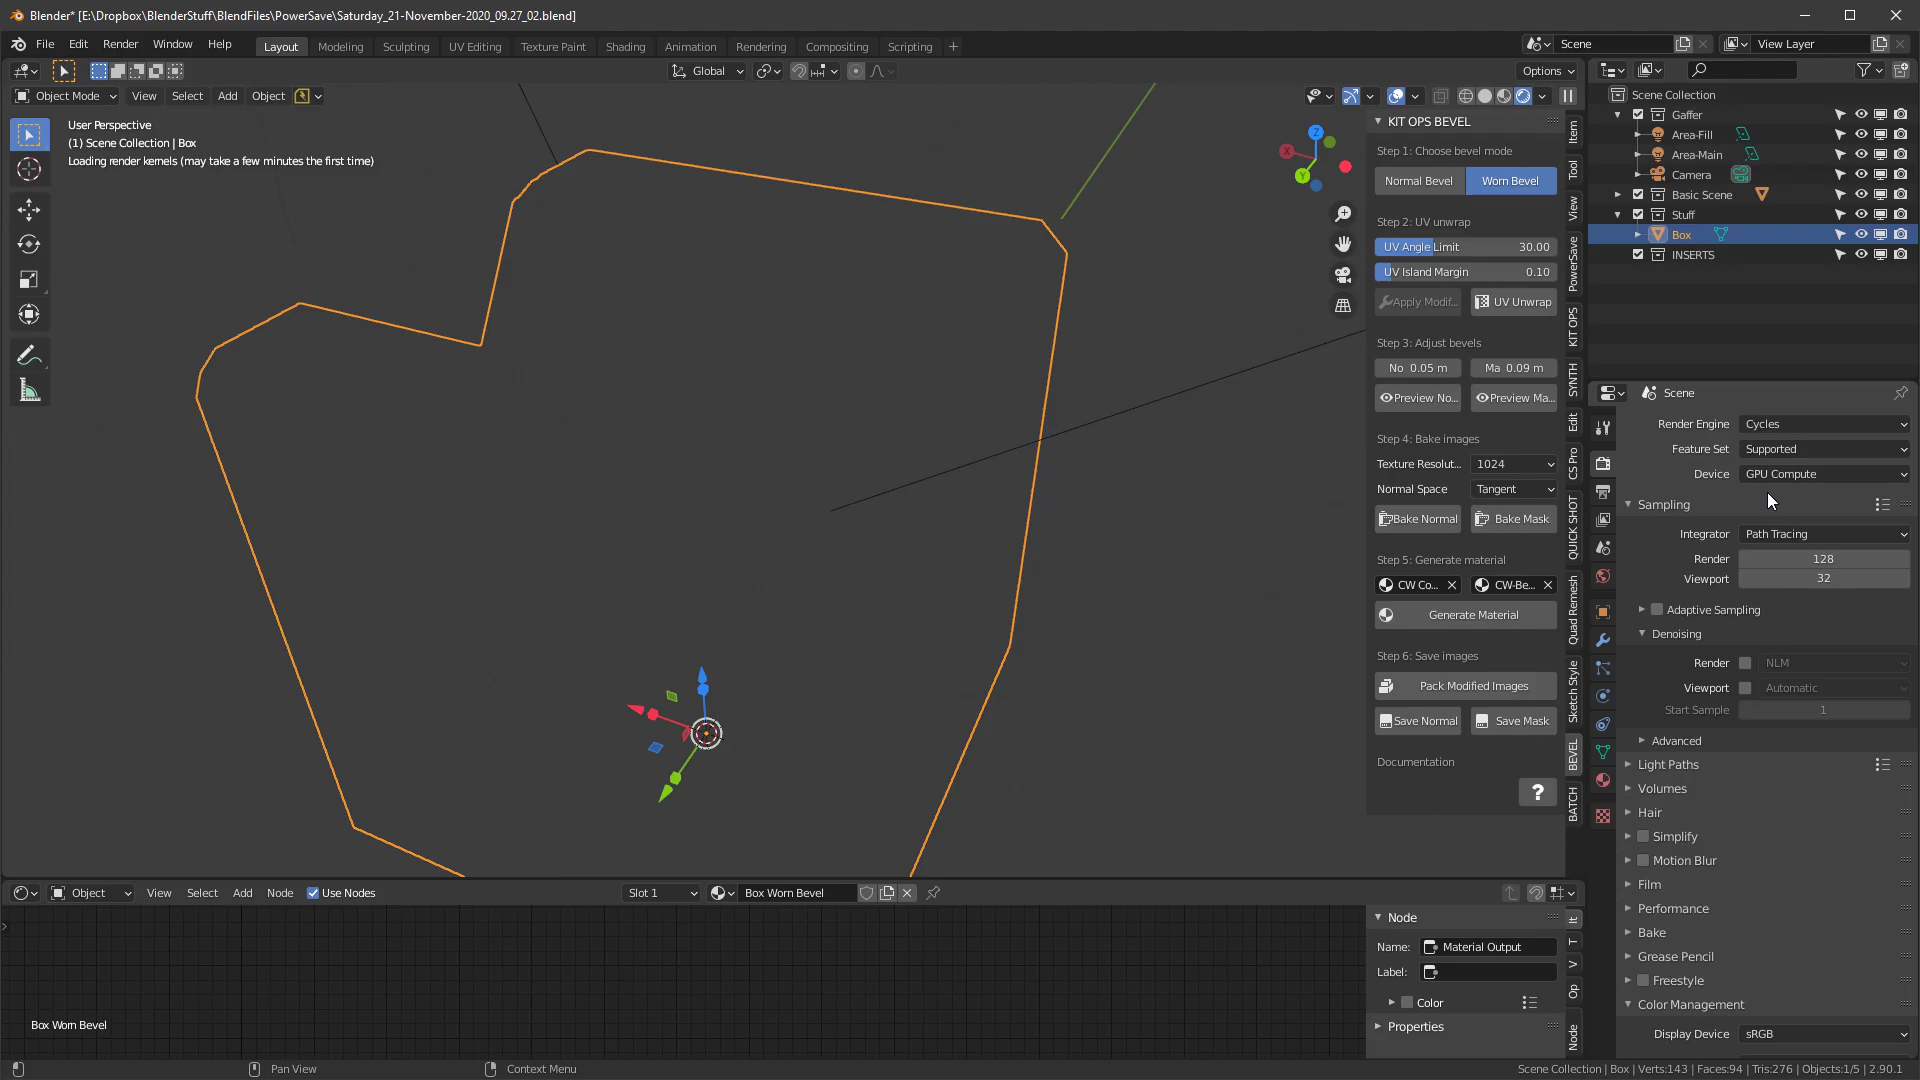 Blender* [E:\Dropbox\BlenderStuff\BlendFiles\PowerSave\Saturday_21-November-2020_09.27_02.blend]
File Edit Render Window Help Layout Modeling Sculpting UV Editing Texture Paint Shading Animation Rendering Compositing Scripting + Scene View Layer
Global Options
Object Mode View Select Add Object
User Perspective
(1) Scene Collection | Box
Loading render kernels (may take a few minutes the first time)
Z
X
Y
KIT OPS BEVEL
Step 1: Choose bevel mode
Normal Bevel Worn Bevel
Step 2: UV unwrap
UV Angle Limit 30.00
UV Island Margin 0.10
Apply Modif... UV Unwrap
Step 3: Adjust bevels
No 0.05 m Ma 0.09 m
Preview No... Preview Ma...
Step 4: Bake images
Texture Resolut... 1024
Normal Space Tangent
Bake Normal Bake Mask
Step 5: Generate material
CW Co... CW-Be...
Generate Material
Step 6: Save images
Pack Modified Images
Save Normal Save Mask
Documentation
?
Item
Tool
View
PowerSave
KIT OPS
SYNTH
Edit
CS Pro
QUICK SHOT
Quad Remesh
Sketch Style
BEVEL
BATCH
Scene Collection
Gaffer
Area-Fill
Area-Main
Camera
Basic Scene
Stuff
Box
INSERTS
Scene
Render Engine Cycles
Feature Set Supported
Device GPU Compute
Sampling
Integrator Path Tracing
Render 128
Viewport 32
Adaptive Sampling
Denoising
Render NLM
Viewport Automatic
Start Sample 1
Advanced
Light Paths
Volumes
Hair
Simplify
Motion Blur
Film
Performance
Bake
Grease Pencil
Freestyle
Color Management
Display Device sRGB
Object View Select Add Node Use Nodes Slot 1 Box Worn Bevel
Node
Name: Material Output
Label:
Color
Properties
It
T
V
Op
Node
Box Worn Bevel
Pan View Context Menu Scene Collection | Box | Verts:143 | Faces:94 | Tris:276 | Objects:1/5 | 2.90.1